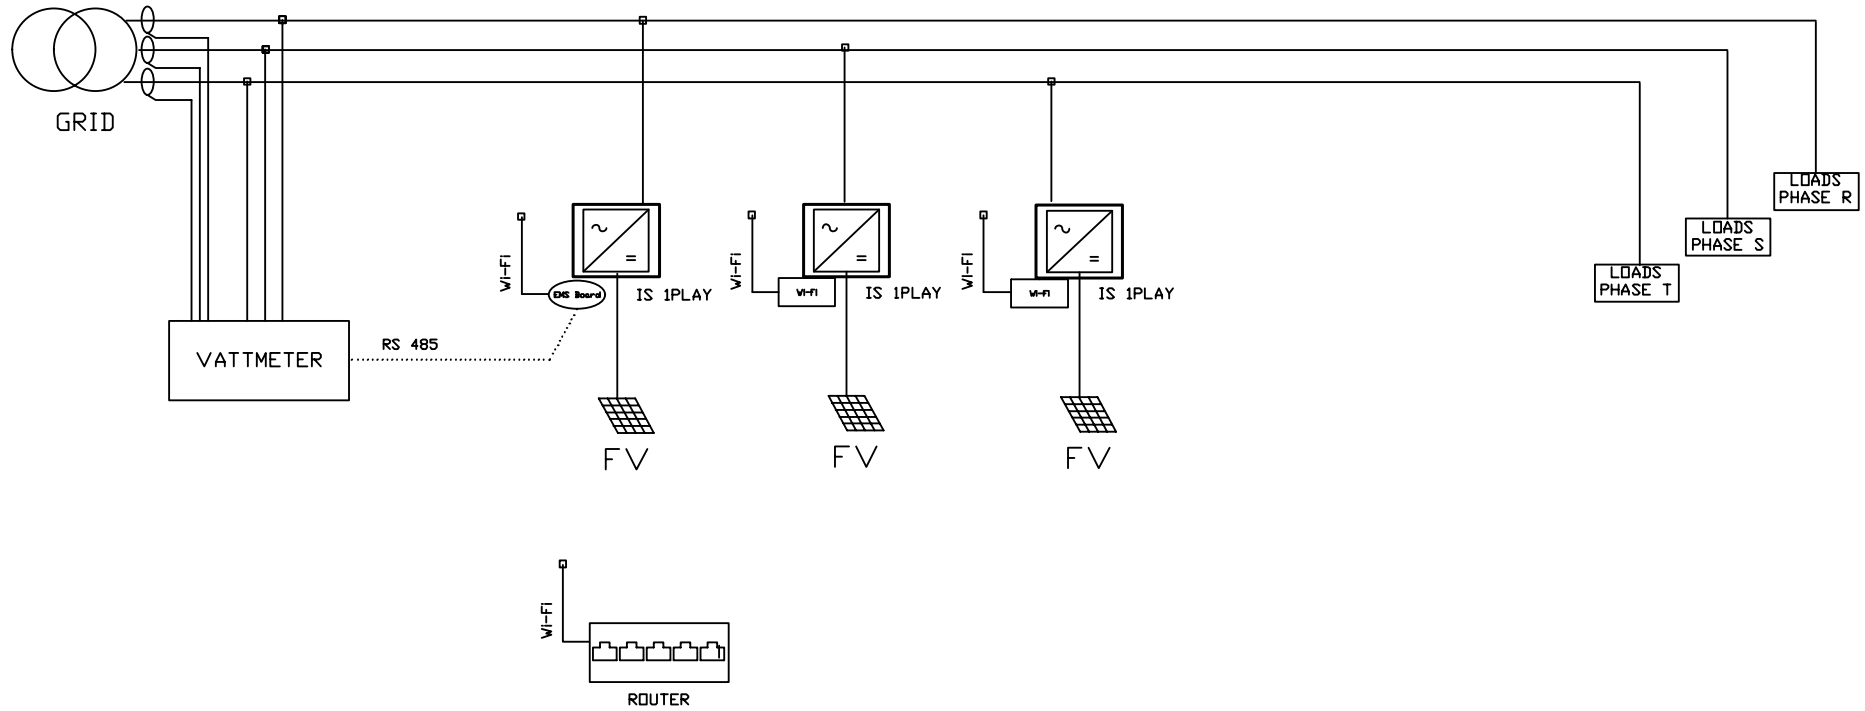 GRID
LOADS
PHASE R
LOADS
PHASE S
LOADS
PHASE T
Wi-Fi
EMS Board
IS 1PLAY
Wi-Fi
Wi-Fi
IS 1PLAY
Wi-Fi
Wi-Fi
IS 1PLAY
VATTMETER
RS 485
FV
FV
FV
Wi-Fi
ROUTER